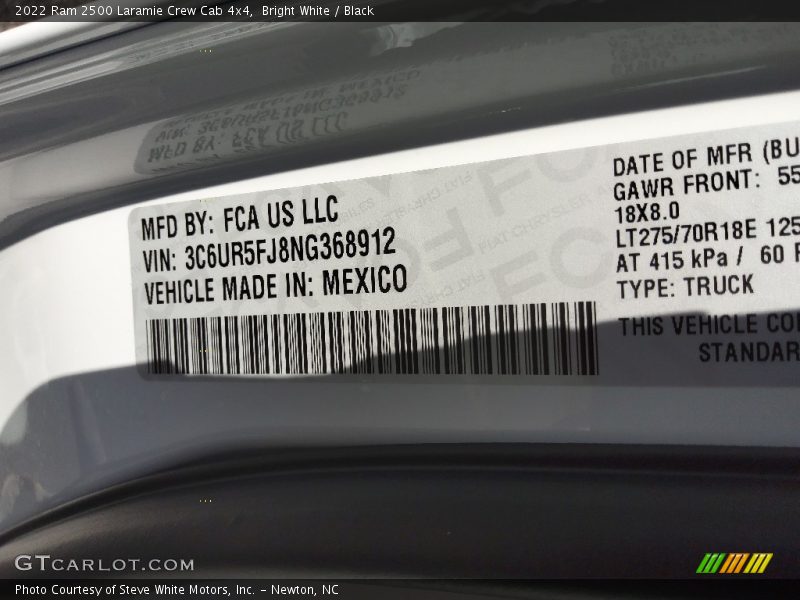 2022 Ram 2500 Laramie Crew Cab 4x4,  Bright White / Black
MFD BY: FCA US LLC
VIN: 3C6UR5FJ8NG368912
VEHICLE MADE IN: MEXICO
DATE OF MFR (BU
GAWR FRONT: 55
18X8.0
LT275/70R18E 125
AT 415 kPa / 60
TYPE: TRUCK
THIS VEHICLE CO
STANDAR
GTCARLOT.COM
Photo Courtesy of Steve White Motors, Inc. – Newton, NC